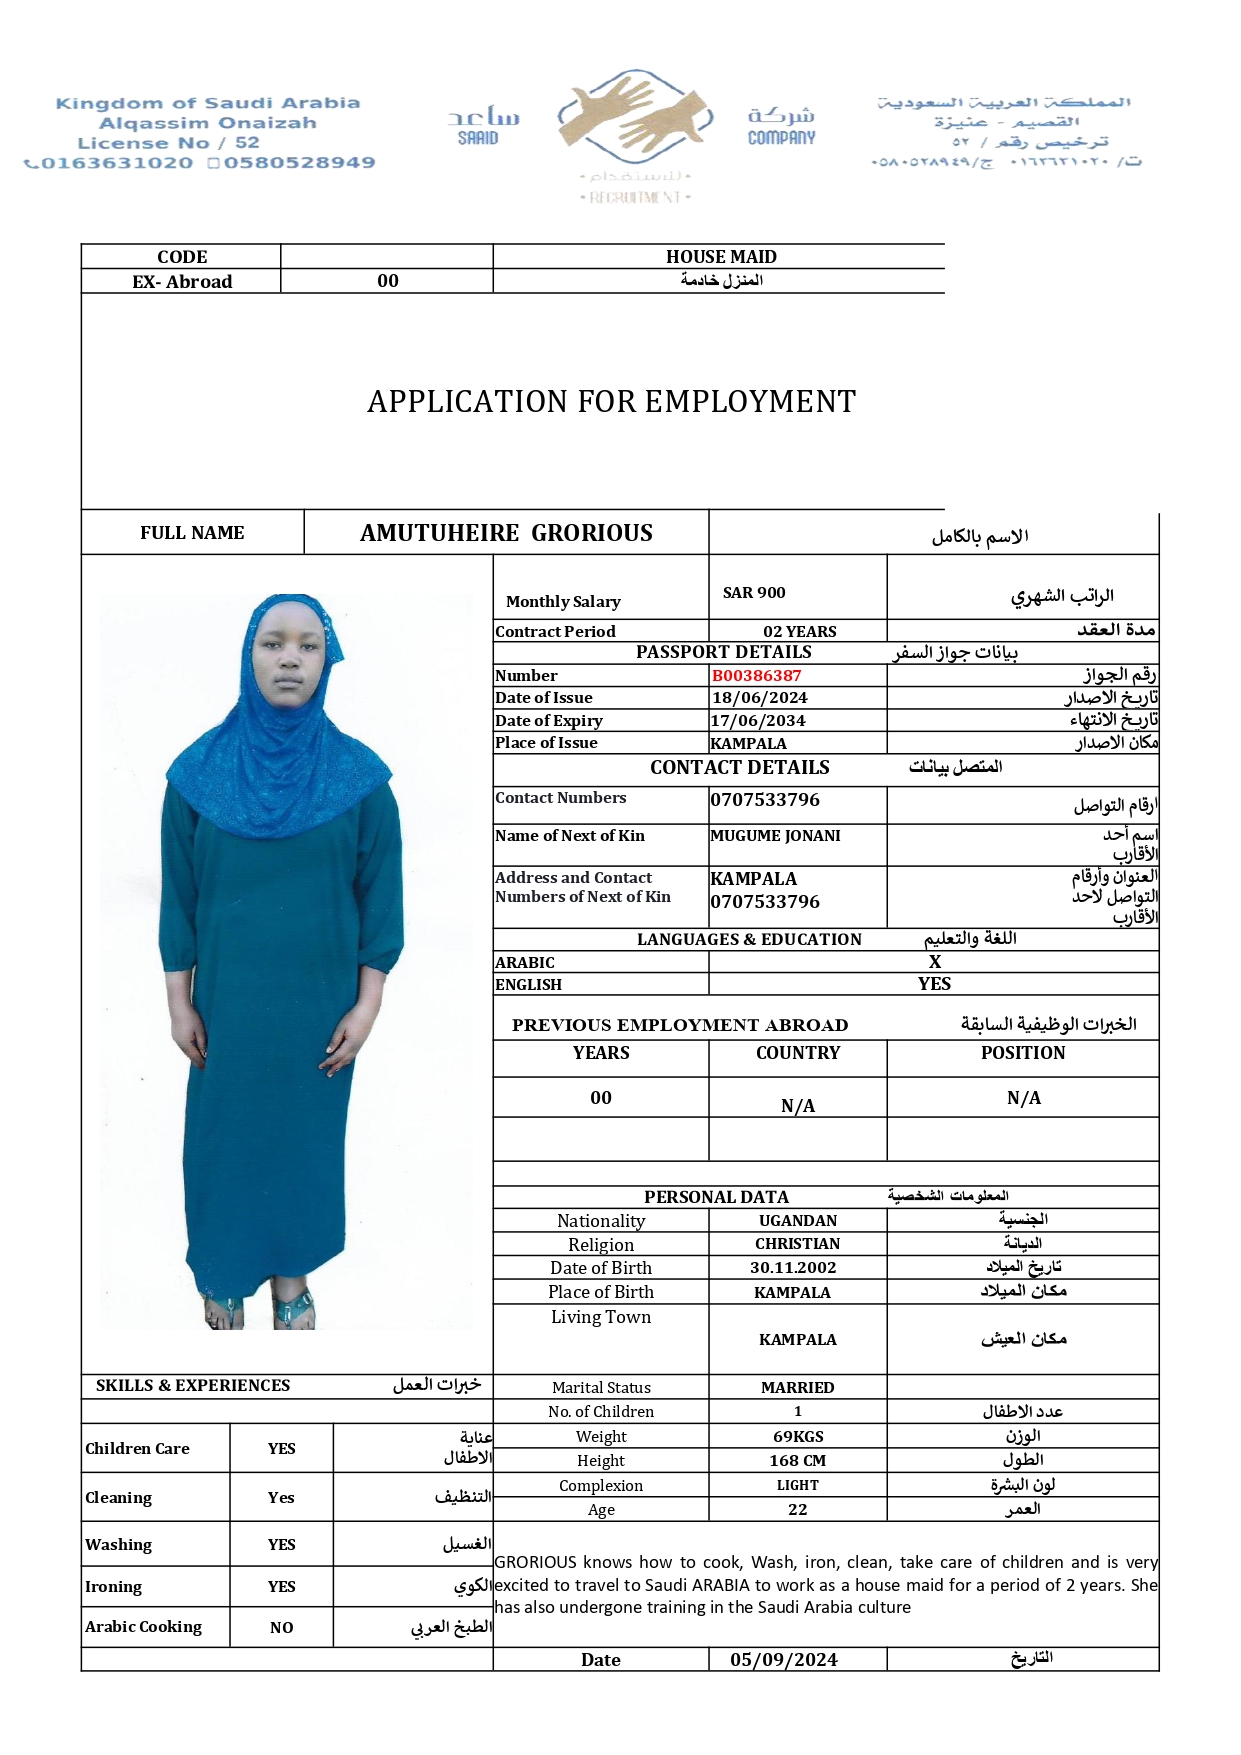 Kingdom of Saudi Arabia
Alqassim Onaizah
License No / 52
0163631020 0580528949
ساعد
SAAID
شركة
COMPANY
• للاستقدام •
• RECRUITMENT •
المملكة العربية السعودية
القصيم - عنيزة
ترخيص رقم / ٥٢
ت/ ٠١٦٣٦٣١٠٢٠ ج/ ٠٥٨٠٥٢٨٩٤٩
CODE HOUSE MAID
EX- Abroad 00 المنزل خادمة
APPLICATION FOR EMPLOYMENT
FULL NAME AMUTUHEIRE GRORIOUS الاسم بالكامل
Monthly Salary SAR 900 الراتب الشهري
Contract Period 02 YEARS مدة العقد
PASSPORT DETAILS بيانات جواز السفر
Number B00386387 رقم الجواز
Date of Issue 18/06/2024 تاريخ الاصدار
Date of Expiry 17/06/2034 تاريخ الانتهاء
Place of Issue KAMPALA مكان الاصدار
CONTACT DETAILS المتصل بيانات
Contact Numbers 0707533796 ارقام التواصل
Name of Next of Kin MUGUME JONANI اسم أحد
الأقارب
Address and Contact KAMPALA العنوان وأرقام
Numbers of Next of Kin 0707533796 التواصل لاحد
الأقارب
LANGUAGES & EDUCATION اللغة والتعليم
ARABIC X
ENGLISH YES
PREVIOUS EMPLOYMENT ABROAD الخبرات الوظيفية السابقة
YEARS COUNTRY POSITION
00 N/A N/A
PERSONAL DATA المعلومات الشخصية
Nationality UGANDAN الجنسية
Religion CHRISTIAN الديانة
Date of Birth 30.11.2002 تاريخ الميلاد
Place of Birth KAMPALA مكان الميلاد
Living Town KAMPALA مكان العيش
SKILLS & EXPERIENCES خبرات العمل
Marital Status MARRIED
No. of Children 1 عدد الاطفال
Children Care YES عناية
الاطفال
Weight 69KGS الوزن
Height 168 CM الطول
Cleaning Yes التنظيف
Complexion LIGHT لون البشرة
Age 22 العمر
Washing YES الغسيل
Ironing YES الكوي
Arabic Cooking NO الطبخ العربي
GRORIOUS knows how to cook, Wash, iron, clean, take care of children and is very
excited to travel to Saudi ARABIA to work as a house maid for a period of 2 years. She
has also undergone training in the Saudi Arabia culture
Date 05/09/2024 التاريخ